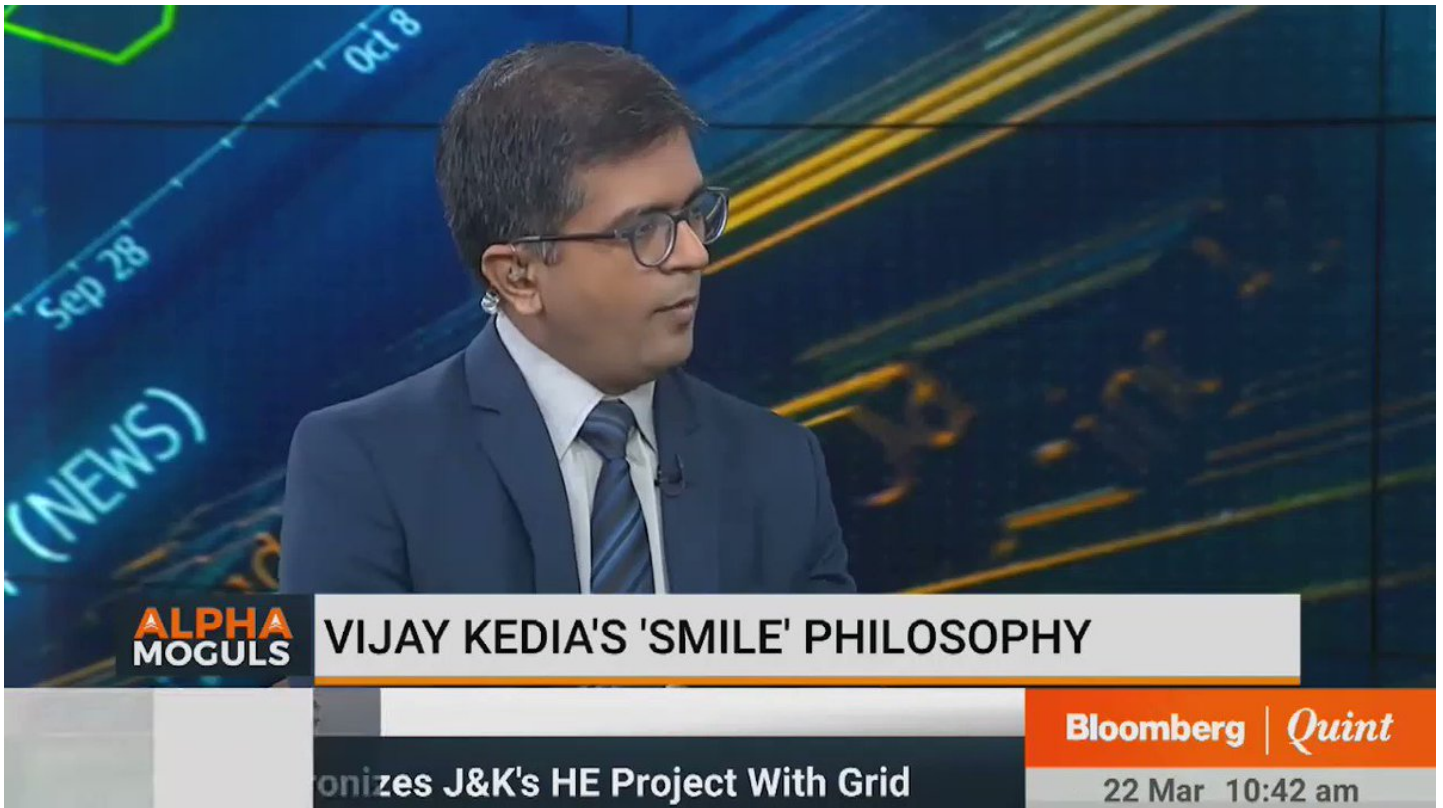 Oct 8
Sep 28
(NEWS)
ALPHA
MOGULS
VIJAY KEDIA'S 'SMILE' PHILOSOPHY
Bloomberg | Quint
onizes J&K's HE Project With Grid
22 Mar 10:42 am